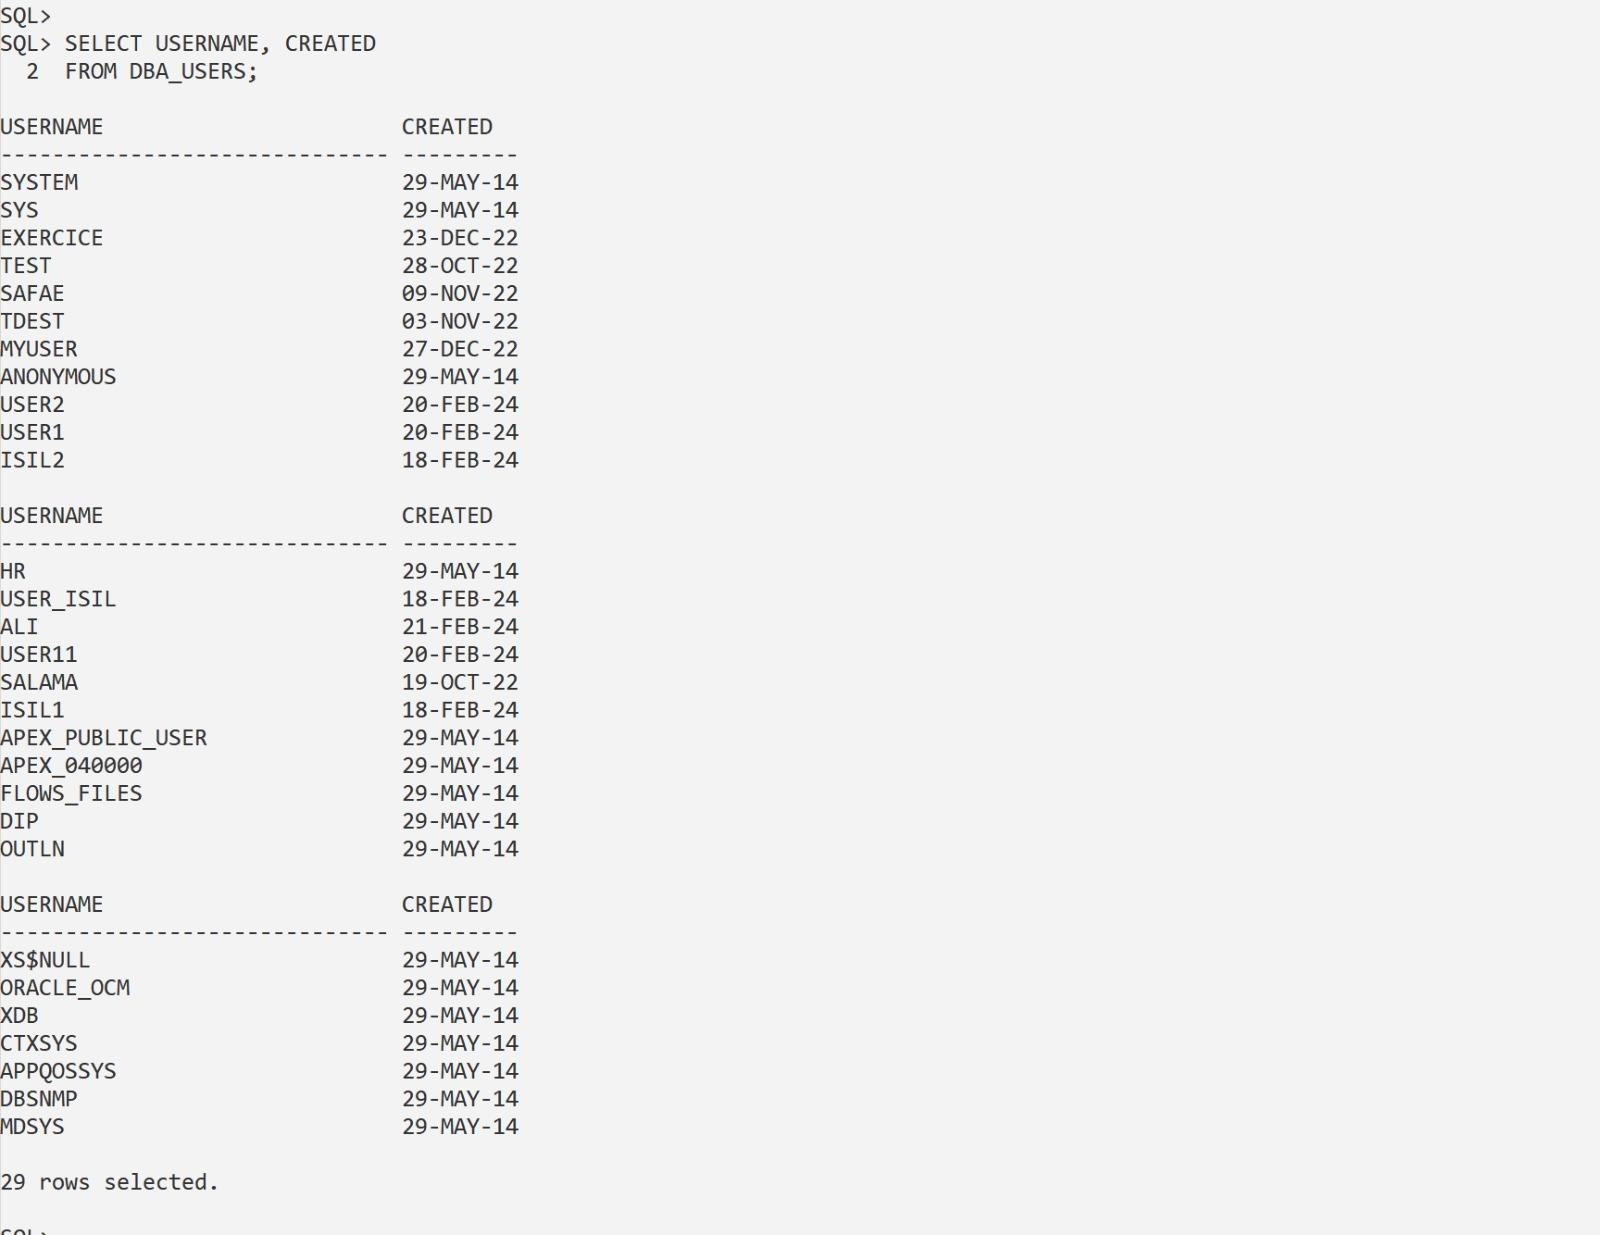 SQL>
SQL> SELECT USERNAME, CREATED
  2  FROM DBA_USERS;

USERNAME                       CREATED
------------------------------ ---------
SYSTEM                         29-MAY-14
SYS                            29-MAY-14
EXERCICE                       23-DEC-22
TEST                           28-OCT-22
SAFAE                          09-NOV-22
TDEST                          03-NOV-22
MYUSER                         27-DEC-22
ANONYMOUS                      29-MAY-14
USER2                          20-FEB-24
USER1                          20-FEB-24
ISIL2                          18-FEB-24

USERNAME                       CREATED
------------------------------ ---------
HR                             29-MAY-14
USER_ISIL                      18-FEB-24
ALI                            21-FEB-24
USER11                         20-FEB-24
SALAMA                         19-OCT-22
ISIL1                          18-FEB-24
APEX_PUBLIC_USER               29-MAY-14
APEX_040000                    29-MAY-14
FLOWS_FILES                    29-MAY-14
DIP                            29-MAY-14
OUTLN                          29-MAY-14

USERNAME                       CREATED
------------------------------ ---------
XS$NULL                        29-MAY-14
ORACLE_OCM                     29-MAY-14
XDB                            29-MAY-14
CTXSYS                         29-MAY-14
APPQOSSYS                      29-MAY-14
DBSNMP                         29-MAY-14
MDSYS                          29-MAY-14

29 rows selected.

SQL>